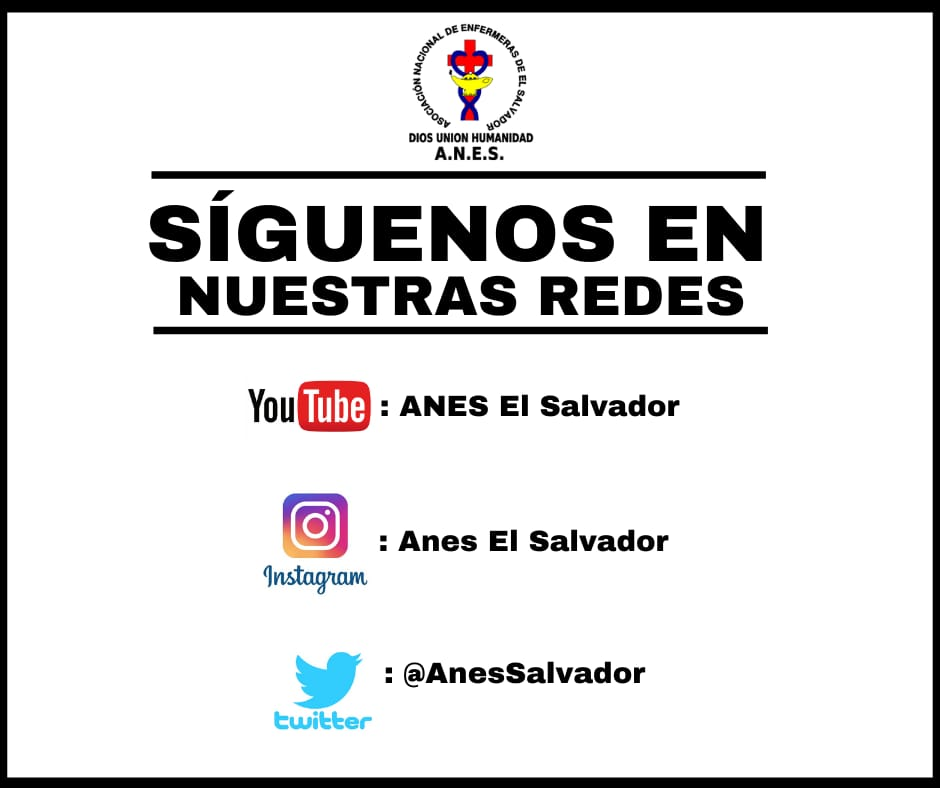 ASOCIACIÓN NACIONAL DE ENFERMERAS DE EL SALVADOR
DIOS UNION HUMANIDAD
A.N.E.S.
SÍGUENOS EN
NUESTRAS REDES
YouTube : ANES El Salvador
: Anes El Salvador
Instagram
: @AnesSalvador
twitter